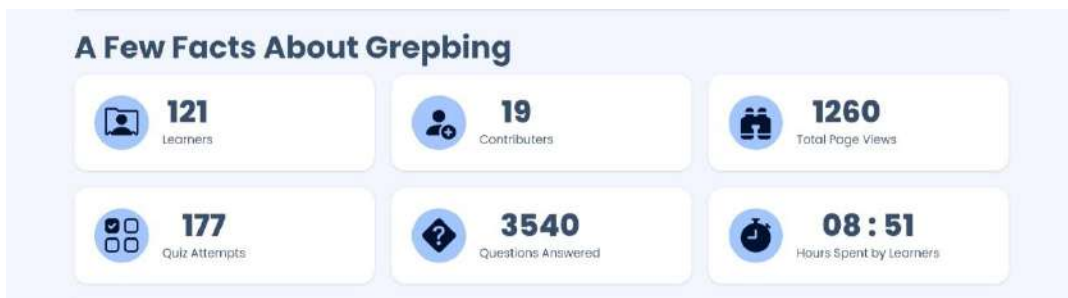 A Few Facts About Grepbing
121
Learners
19
Contributers
1260
Total Page Views
177
Quiz Attempts
3540
Questions Answered
08 : 51
Hours Spent by Learners